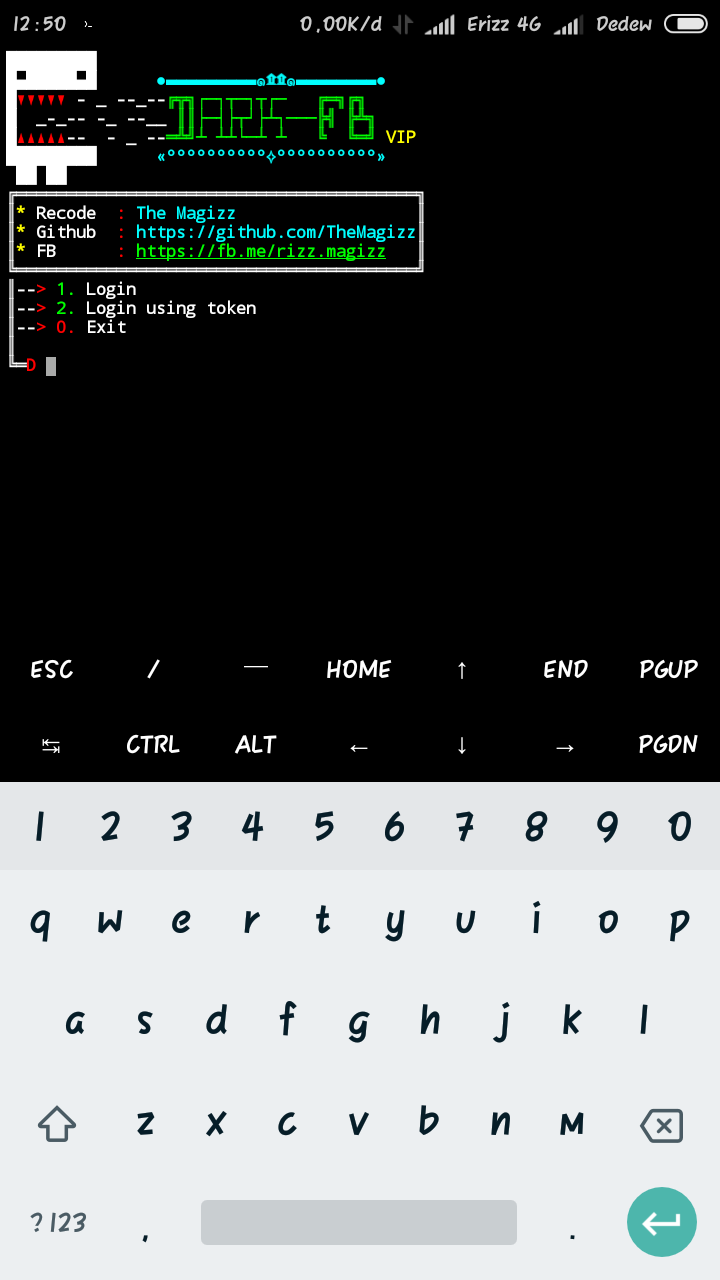 12:50 0,00K/d Erizz 4G Dedew
DARK-FB VIP
* Recode : The Magizz
* Github : https://github.com/TheMagizz
* FB : https://fb.me/rizz.magizz
--> 1. Login
--> 2. Login using token
--> 0. Exit
D
ESC / — HOME ↑ END PGUP
↹ CTRL ALT ← ↓ → PGDN
1 2 3 4 5 6 7 8 9 0
q w e r t y u i o p
a s d f g h j k l
z x c v b n m
?123 , .